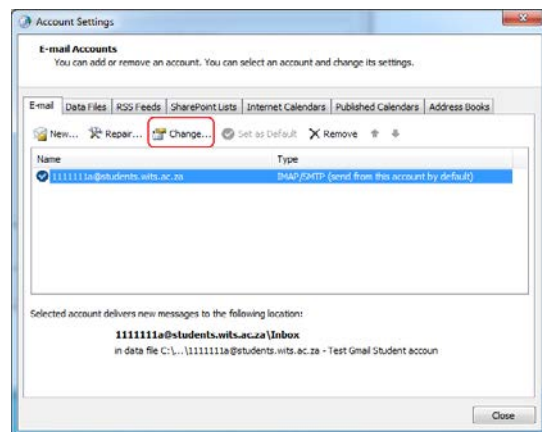 Account Settings
E-mail Accounts
You can add or remove an account. You can select an account and change its settings.
E-mail Data Files RSS Feeds SharePoint Lists Internet Calendars Published Calendars Address Books
New... Repair... Change... Set as Default Remove
Name Type
1111111a@students.wits.ac.za IMAP/SMTP (send from this account by default)
Selected account delivers new messages to the following location:
1111111a@students.wits.ac.za\Inbox
in data file C:\...\1111111a@students.wits.ac.za - Test Gmail Student accoun
Close